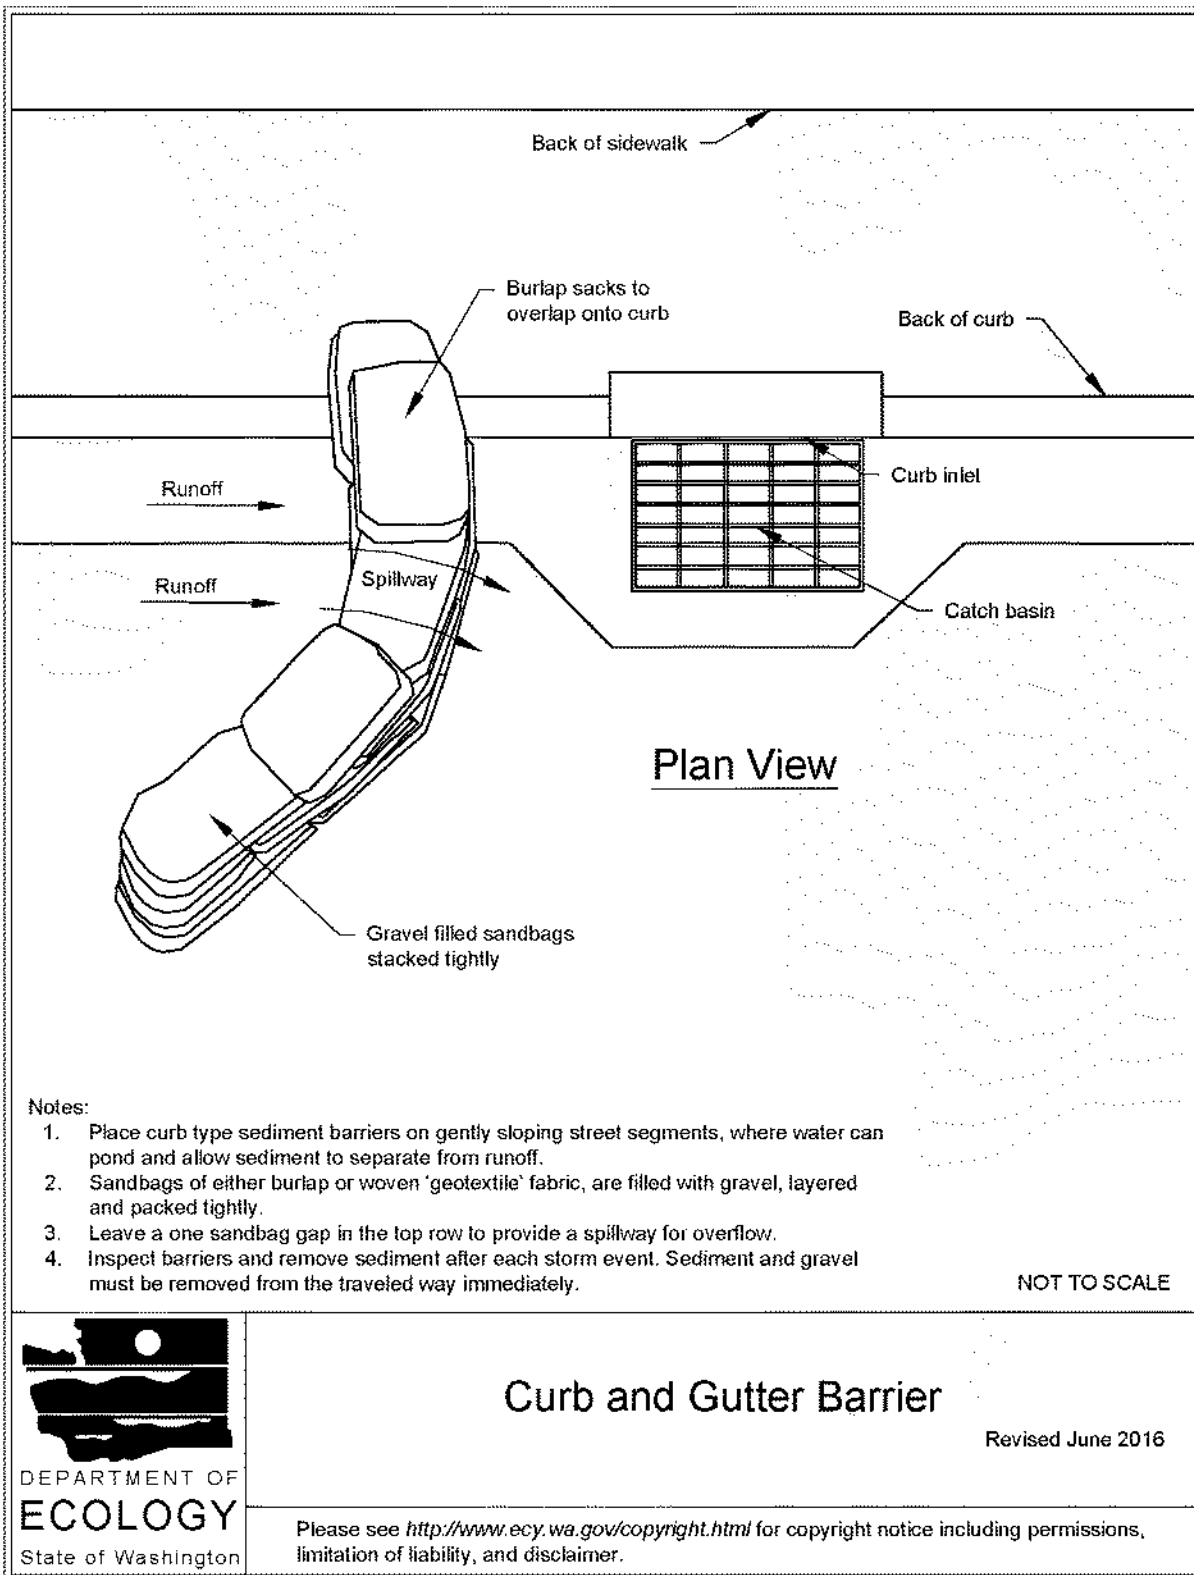 Back of sidewalk
Burlap sacks to
overlap onto curb
Back of curb
Curb inlet
Runoff
Spillway
Runoff
Catch basin
Plan View
Gravel filled sandbags
stacked tightly
Notes:
1. Place curb type sediment barriers on gently sloping street segments, where water can
pond and allow sediment to separate from runoff.
2. Sandbags of either burlap or woven 'geotextile' fabric, are filled with gravel, layered
and packed tightly.
3. Leave a one sandbag gap in the top row to provide a spillway for overflow.
4. Inspect barriers and remove sediment after each storm event. Sediment and gravel
must be removed from the traveled way immediately.
NOT TO SCALE
Curb and Gutter Barrier
Revised June 2016
DEPARTMENT OF
ECOLOGY
State of Washington
Please see http://www.ecy.wa.gov/copyright.html for copyright notice including permissions,
limitation of liability, and disclaimer.